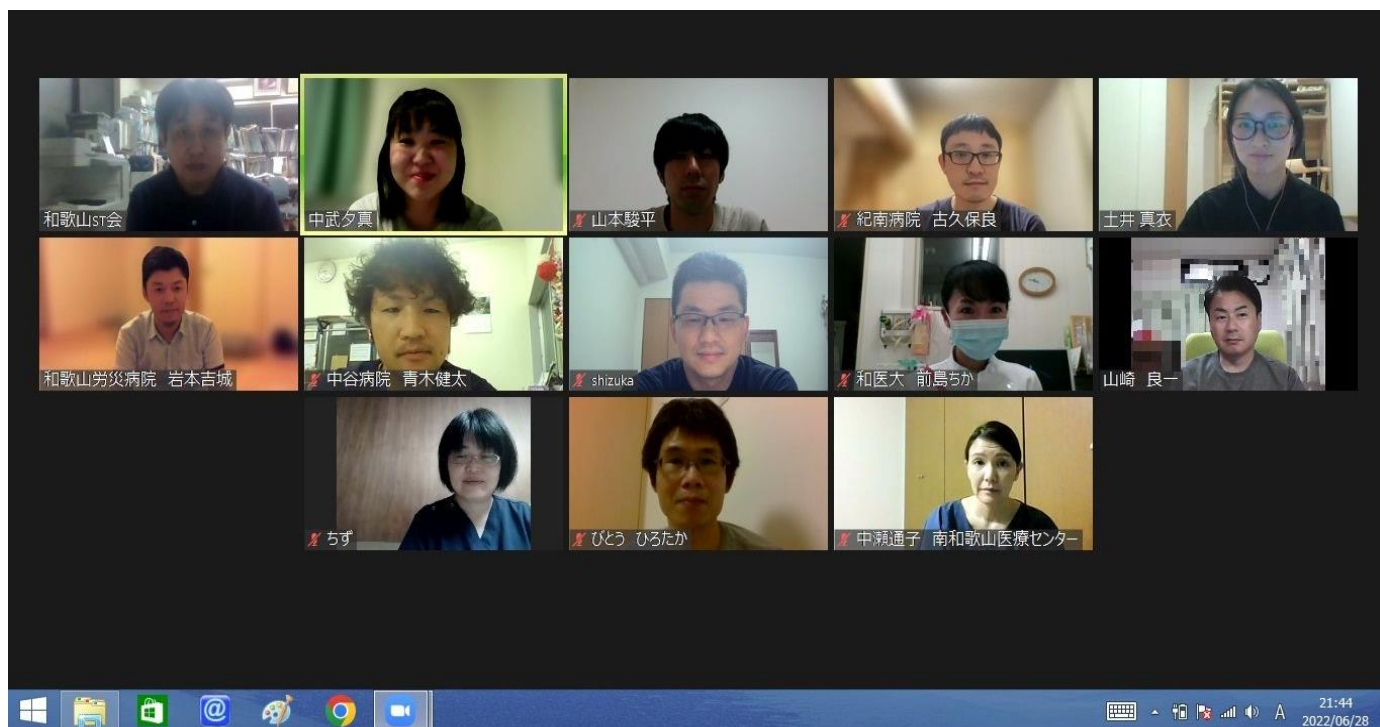 和歌山ST会
中武夕真
山本駿平
紀南病院 古久保良
土井 真衣
和歌山労災病院 岩本吉城
中谷病院 青木健太
shizuka
和医大 前島ちか
山崎 良一
ちず
びとう ひろたか
中瀬通子 南和歌山医療センター
A
21:44
2022/06/28